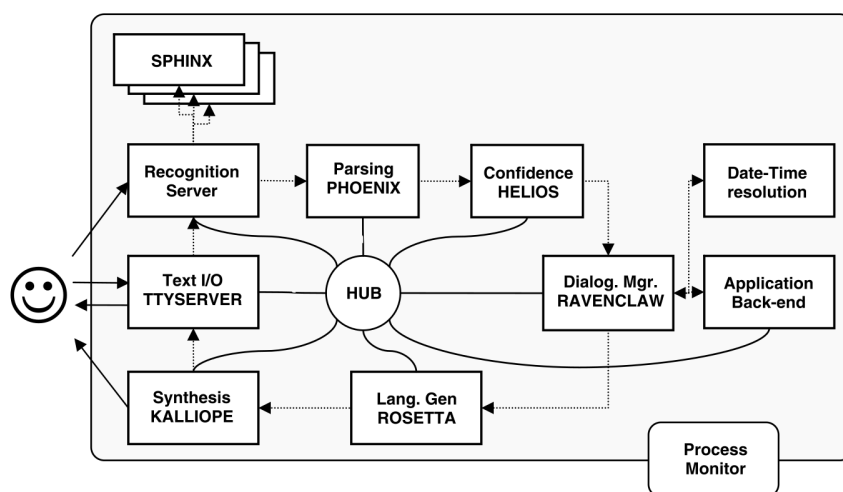 SPHINX
Recognition
Server
Parsing
PHOENIX
Confidence
HELIOS
Date-Time
resolution
Text I/O
TTYSERVER
HUB
Dialog. Mgr.
RAVENCLAW
Application
Back-end
Synthesis
KALLIOPE
Lang. Gen
ROSETTA
Process
Monitor